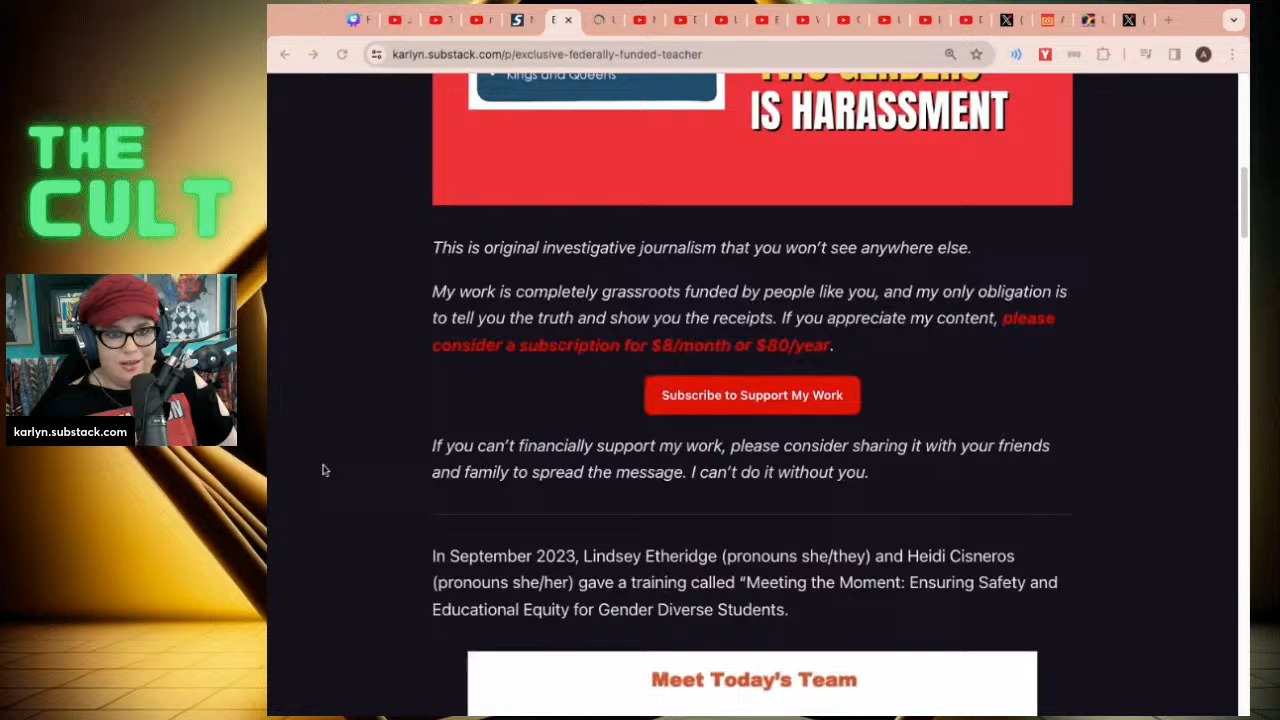 karlyn.substack.com/p/exclusive-federally-funded-teacher
THE
CULT
karlyn.substack.com
Kings and Queens
TWO GENDERS
IS HARASSMENT
This is original investigative journalism that you won't see anywhere else.
My work is completely grassroots funded by people like you, and my only obligation is
to tell you the truth and show you the receipts. If you appreciate my content, please
consider a subscription for $8/month or $80/year.
Subscribe to Support My Work
If you can't financially support my work, please consider sharing it with your friends
and family to spread the message. I can't do it without you.
In September 2023, Lindsey Etheridge (pronouns she/they) and Heidi Cisneros
(pronouns she/her) gave a training called “Meeting the Moment: Ensuring Safety and
Educational Equity for Gender Diverse Students.
Meet Today's Team